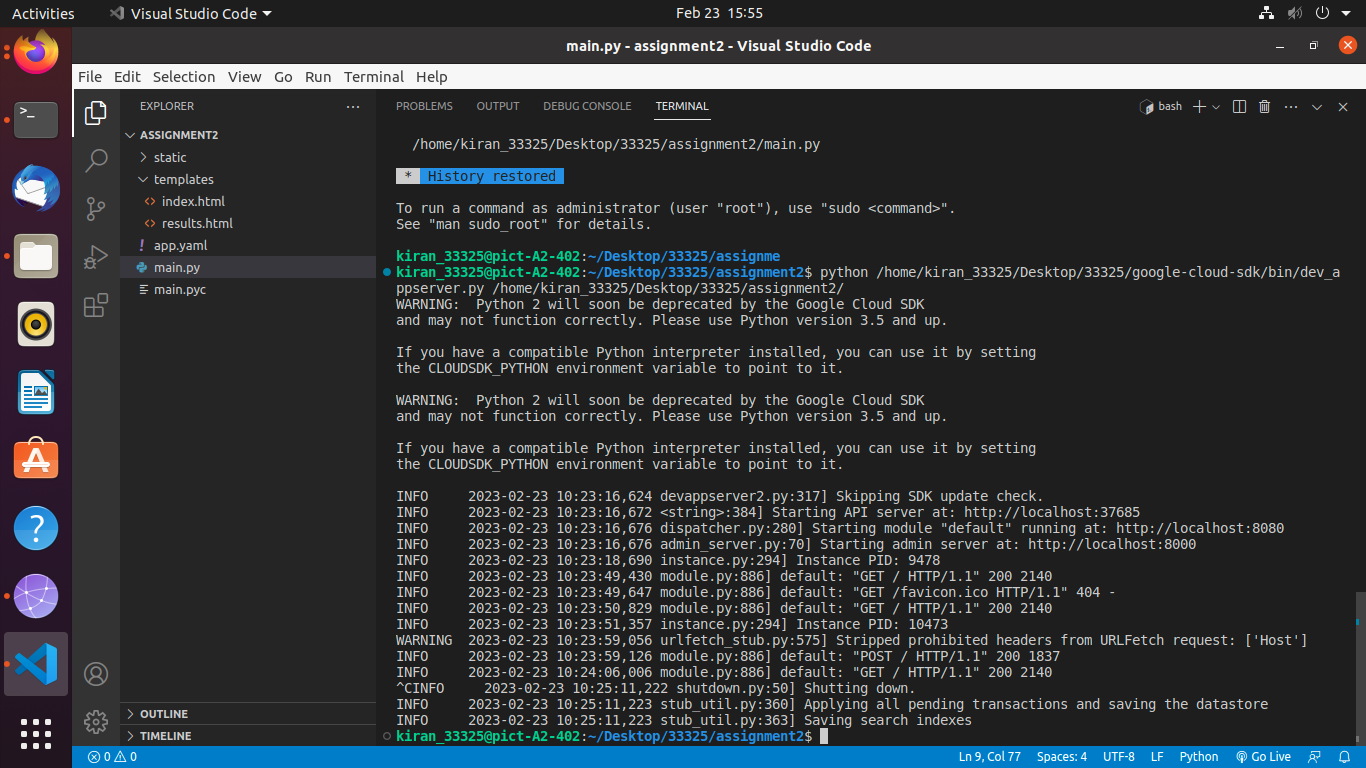 Activities Visual Studio Code Feb 23 15:55
main.py - assignment2 - Visual Studio Code
File Edit Selection View Go Run Terminal Help
EXPLORER ... PROBLEMS OUTPUT DEBUG CONSOLE TERMINAL bash
ASSIGNMENT2
static
templates
index.html
results.html
app.yaml
main.py
main.pyc
OUTLINE
TIMELINE
/home/kiran_33325/Desktop/33325/assignment2/main.py
* History restored
To run a command as administrator (user "root"), use "sudo <command>".
See "man sudo_root" for details.
kiran_33325@pict-A2-402:~/Desktop/33325/assignme
kiran_33325@pict-A2-402:~/Desktop/33325/assignment2$ python /home/kiran_33325/Desktop/33325/google-cloud-sdk/bin/dev_a
ppserver.py /home/kiran_33325/Desktop/33325/assignment2/
WARNING:  Python 2 will soon be deprecated by the Google Cloud SDK
and may not function correctly. Please use Python version 3.5 and up.
If you have a compatible Python interpreter installed, you can use it by setting
the CLOUDSDK_PYTHON environment variable to point to it.
WARNING:  Python 2 will soon be deprecated by the Google Cloud SDK
and may not function correctly. Please use Python version 3.5 and up.
If you have a compatible Python interpreter installed, you can use it by setting
the CLOUDSDK_PYTHON environment variable to point to it.
INFO     2023-02-23 10:23:16,624 devappserver2.py:317] Skipping SDK update check.
INFO     2023-02-23 10:23:16,672 <string>:384] Starting API server at: http://localhost:37685
INFO     2023-02-23 10:23:16,676 dispatcher.py:280] Starting module "default" running at: http://localhost:8080
INFO     2023-02-23 10:23:16,676 admin_server.py:70] Starting admin server at: http://localhost:8000
INFO     2023-02-23 10:23:18,690 instance.py:294] Instance PID: 9478
INFO     2023-02-23 10:23:49,430 module.py:886] default: "GET / HTTP/1.1" 200 2140
INFO     2023-02-23 10:23:49,647 module.py:886] default: "GET /favicon.ico HTTP/1.1" 404 -
INFO     2023-02-23 10:23:50,829 module.py:886] default: "GET / HTTP/1.1" 200 2140
INFO     2023-02-23 10:23:51,357 instance.py:294] Instance PID: 10473
WARNING  2023-02-23 10:23:59,056 urlfetch_stub.py:575] Stripped prohibited headers from URLFetch request: ['Host']
INFO     2023-02-23 10:23:59,126 module.py:886] default: "POST / HTTP/1.1" 200 1837
INFO     2023-02-23 10:24:06,006 module.py:886] default: "GET / HTTP/1.1" 200 2140
^CINFO     2023-02-23 10:25:11,222 shutdown.py:50] Shutting down.
INFO     2023-02-23 10:25:11,223 stub_util.py:360] Applying all pending transactions and saving the datastore
INFO     2023-02-23 10:25:11,223 stub_util.py:363] Saving search indexes
kiran_33325@pict-A2-402:~/Desktop/33325/assignment2$
0 0 Ln 9, Col 77 Spaces: 4 UTF-8 LF Python Go Live